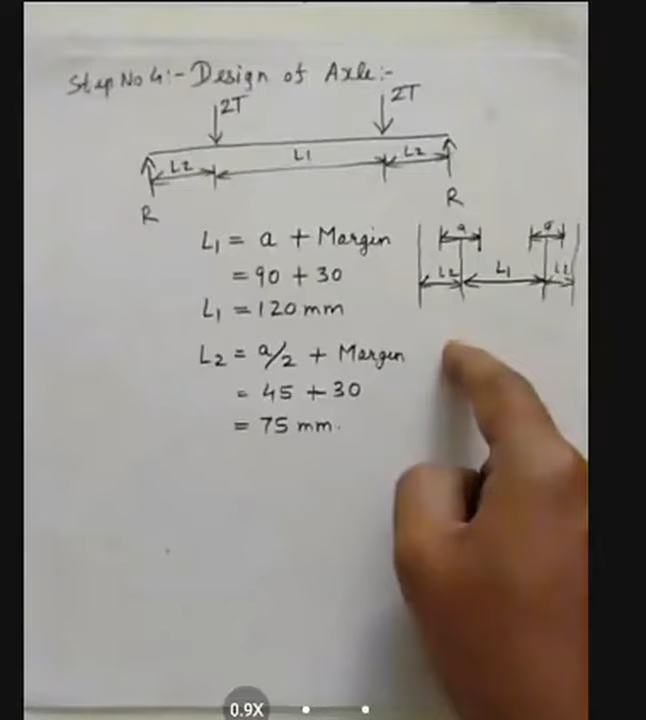 Step No 4:- Design of Axle:-
2T 2T
L2 L1 L2
R R
L1 = a + Margin
= 90 + 30
L1 = 120 mm
L2 = a/2 + Margin
= 45 + 30
= 75 mm.
a a
L2 L1 L2
0.9X